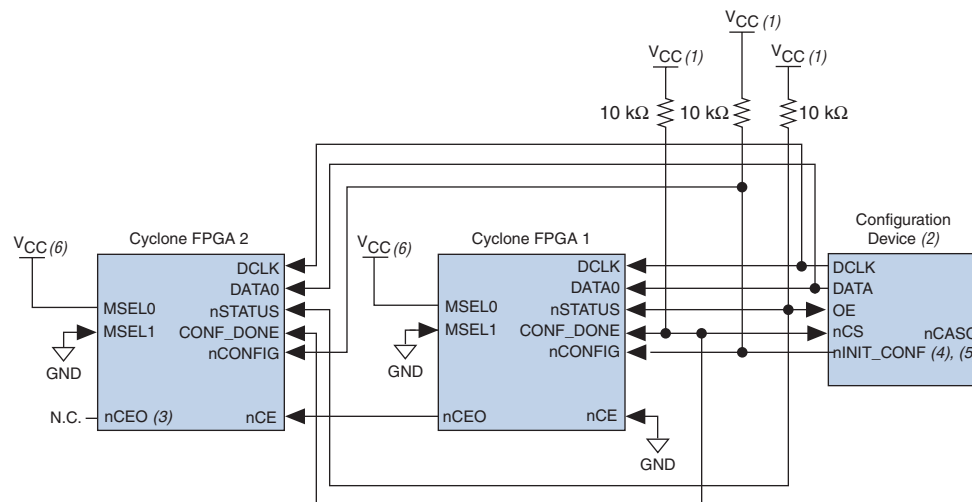 VCC (1)
VCC (1)
VCC (1)
10 kΩ
10 kΩ
10 kΩ
VCC (6)
Cyclone FPGA 2
DCLK
DATA0
nSTATUS
CONF_DONE
nCONFIG
MSEL0
MSEL1
GND
N.C.
nCEO (3)
nCE
VCC (6)
Cyclone FPGA 1
DCLK
DATA0
nSTATUS
CONF_DONE
nCONFIG
MSEL0
MSEL1
GND
nCEO
nCE
GND
Configuration
Device (2)
DCLK
DATA
OE
nCS
nCASC
nINIT_CONF (4), (5